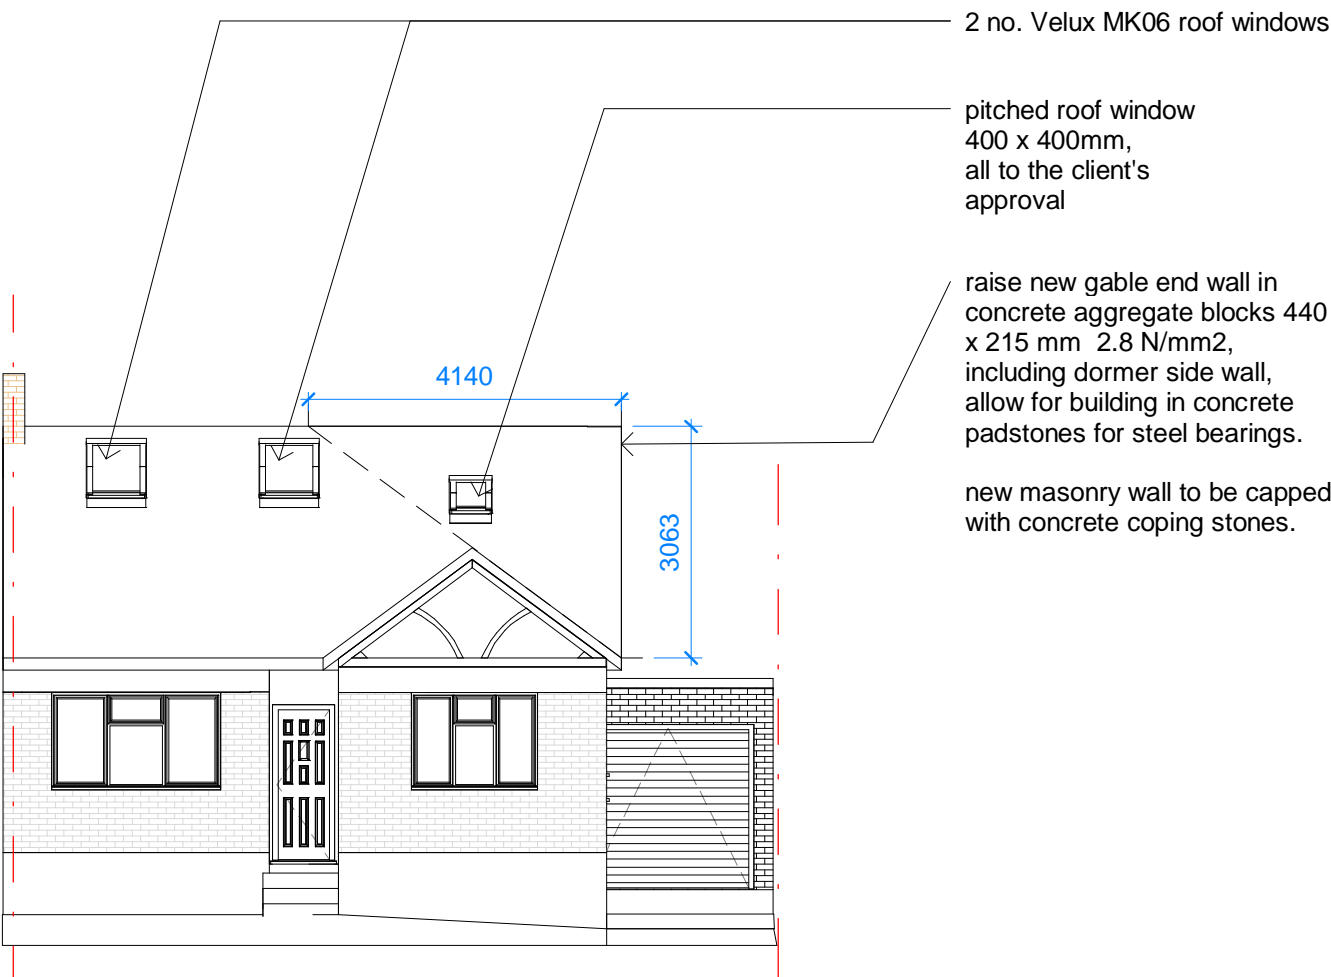 2 no. Velux MK06 roof windows
pitched roof window
400 x 400mm,
all to the client's
approval
raise new gable end wall in
concrete aggregate blocks 440
x 215 mm  2.8 N/mm2,
including dormer side wall,
allow for building in concrete
padstones for steel bearings.
new masonry wall to be capped
with concrete coping stones.
4140
3063